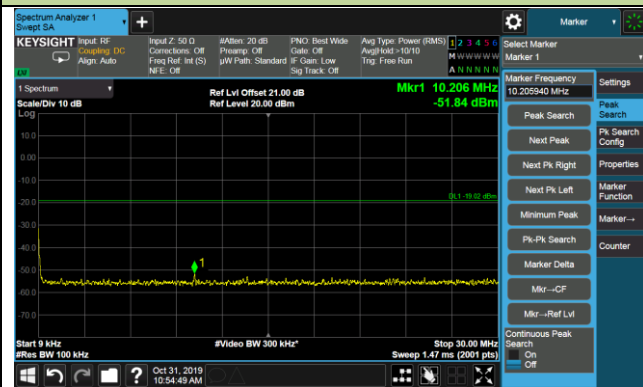 Spectrum Analyzer 1
Swept SA
Marker
KEYSIGHT
Input: RF
Coupling: DC
Align: Auto
Input Z: 50 Ω
Corrections: Off
Freq Ref: Int (S)
NFE: Off
#Atten: 20 dB
Preamp: Off
µW Path: Standard
PNO: Best Wide
Gate: Off
IF Gain: Low
Sig Track: Off
Avg Type: Power (RMS)
Avg|Hold:>10/10
Trig: Free Run
1 2 3 4 5 6
M W W W W W
A N N N N N
LXI
Select Marker
Marker 1
1 Spectrum
Scale/Div 10 dB
Log
Ref Lvl Offset 21.00 dB
Ref Level 20.00 dBm
Mkr1 10.206 MHz
-51.84 dBm
10.0
0.00
-10.0
-20.0
-30.0
-40.0
-50.0
-60.0
-70.0
DL1 -19.02 dBm
1
Start 9 kHz
#Res BW 100 kHz
#Video BW 300 kHz*
Stop 30.00 MHz
Sweep 1.47 ms (2001 pts)
Marker Frequency
10.205940 MHz
Peak Search
Next Peak
Next Pk Right
Next Pk Left
Minimum Peak
Pk-Pk Search
Marker Delta
Mkr→CF
Mkr→Ref Lvl
Continuous Peak
Search
On
Off
Settings
Peak
Search
Pk Search
Config
Properties
Marker
Function
Marker→
Counter
?
Oct 31, 2019
10:54:49 AM